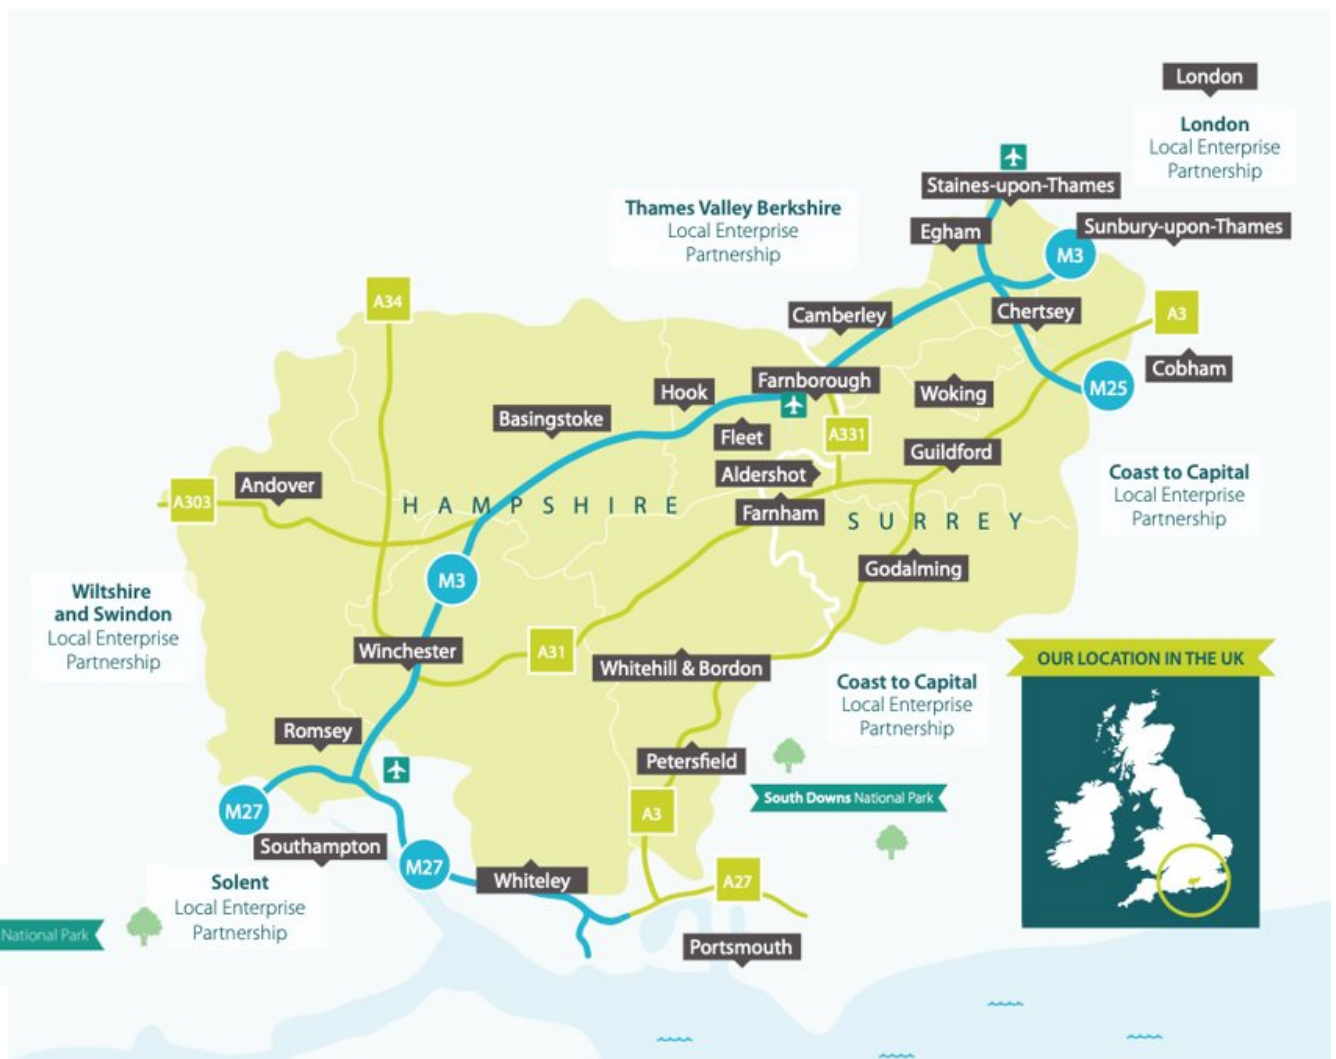 London
London
Local Enterprise
Partnership
Staines-upon-Thames
Thames Valley Berkshire
Local Enterprise
Partnership
Egham
Sunbury-upon-Thames
M3
A34
Camberley
Chertsey
A3
Cobham
Farnborough
Hook
Woking
M25
Basingstoke
Fleet
A331
Guildford
Aldershot
Coast to Capital
Local Enterprise
Partnership
Andover
A303
HAMPSHIRE
Farnham
SURREY
M3
Godalming
Wiltshire
and Swindon
Local Enterprise
Partnership
Winchester
A31
Whitehill & Bordon
OUR LOCATION IN THE UK
Coast to Capital
Local Enterprise
Partnership
Romsey
Petersfield
South Downs National Park
M27
A3
Southampton
M27
Whiteley
A27
Solent
Local Enterprise
Partnership
National Park
Portsmouth